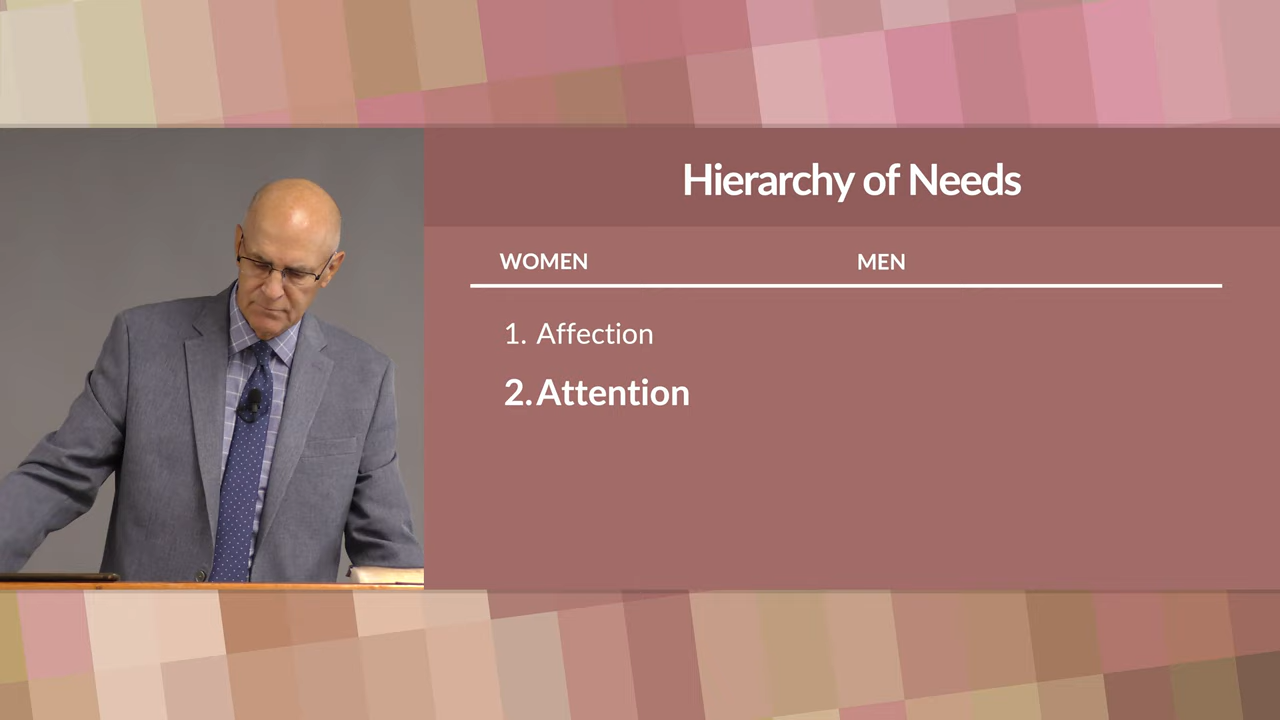 Hierarchy of Needs
WOMEN MEN
1. Affection
2. Attention